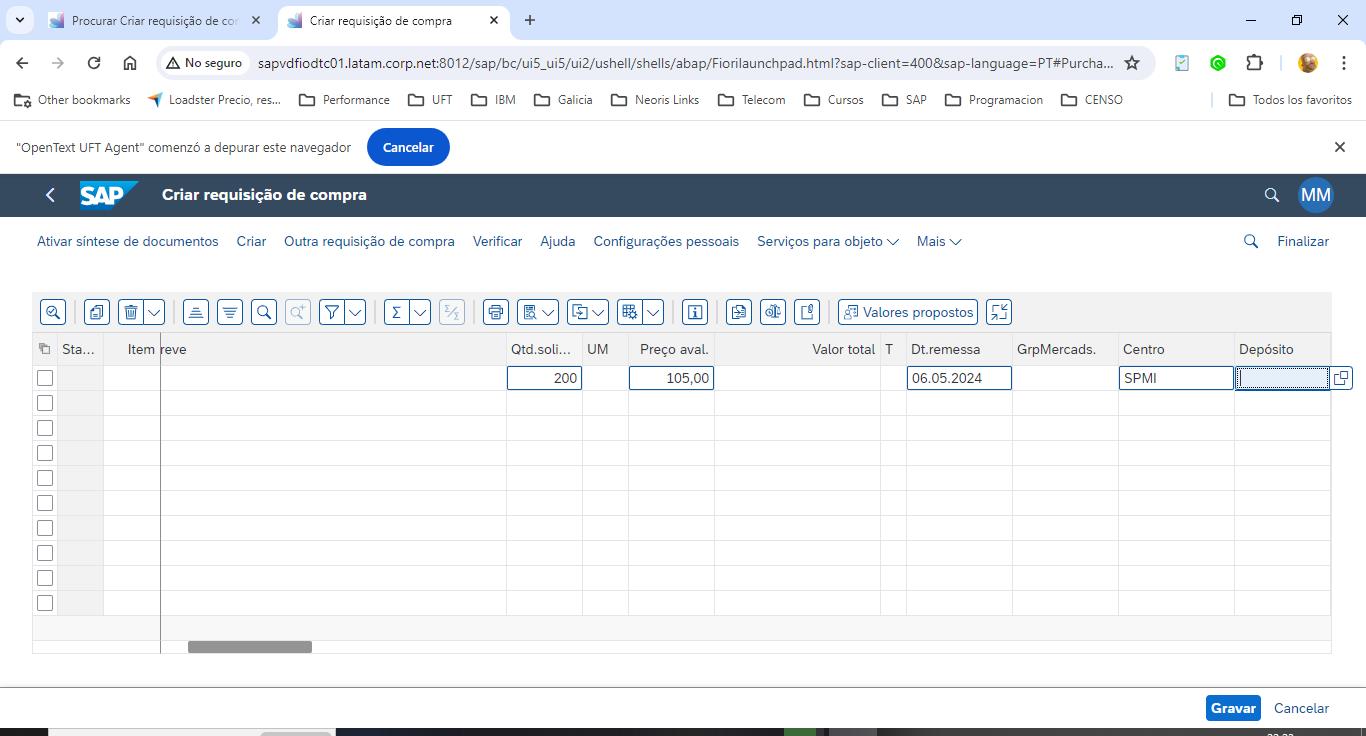 Procurar Criar requisição de co
Criar requisição de compra
No seguro
sapvdfiodtc01.latam.corp.net:8012/sap/bc/ui5_ui5/ui2/ushell/shells/abap/Fiorilaunchpad.html?sap-client=400&sap-language=PT#Purcha...
Other bookmarks
Loadster Precio, res...
Performance
UFT
IBM
Galicia
Neoris Links
Telecom
Cursos
SAP
Programacion
CENSO
Todos los favoritos
"OpenText UFT Agent" comenzó a depurar este navegador
Cancelar
SAP
Criar requisição de compra
MM
Ativar síntese de documentos
Criar
Outra requisição de compra
Verificar
Ajuda
Configurações pessoais
Serviços para objeto
Mais
Finalizar
Valores propostos
Sta...
Item
reve
Qtd.soli...
UM
Preço aval.
Valor total
T
Dt.remessa
GrpMercads.
Centro
Depósito
200
105,00
06.05.2024
SPMI
Gravar
Cancelar